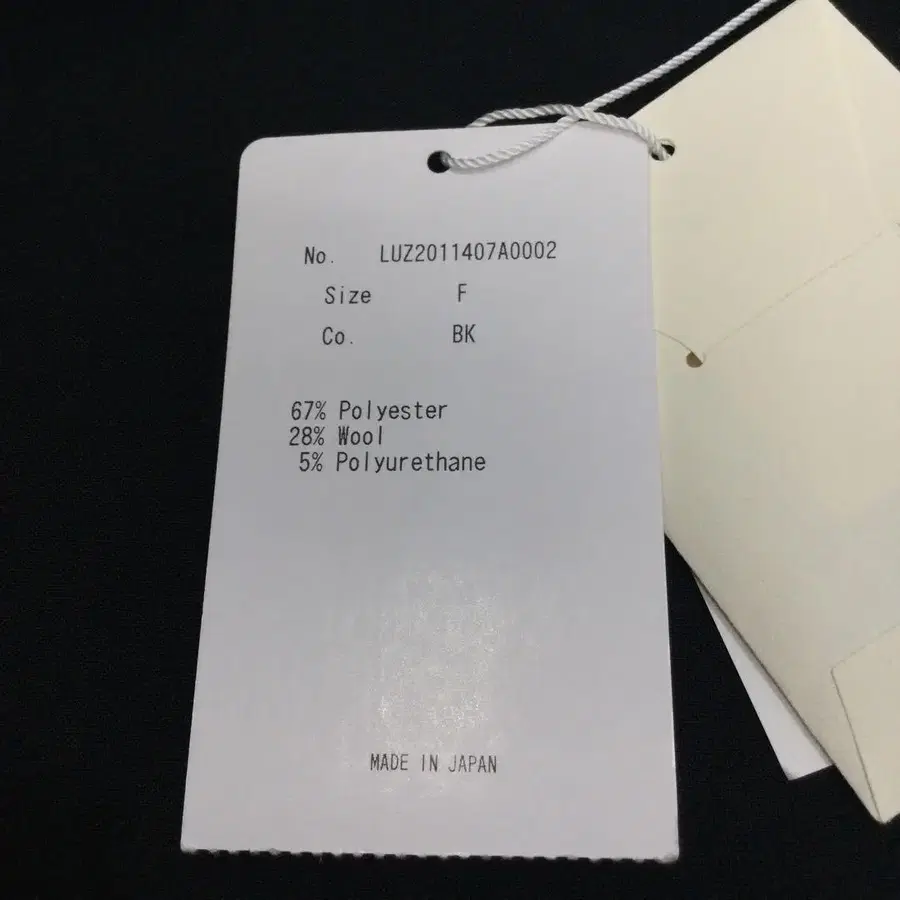 No. LUZ2011407A0002
Size F
Co. BK
67% Polyester
28% Wool
5% Polyurethane
MADE IN JAPAN